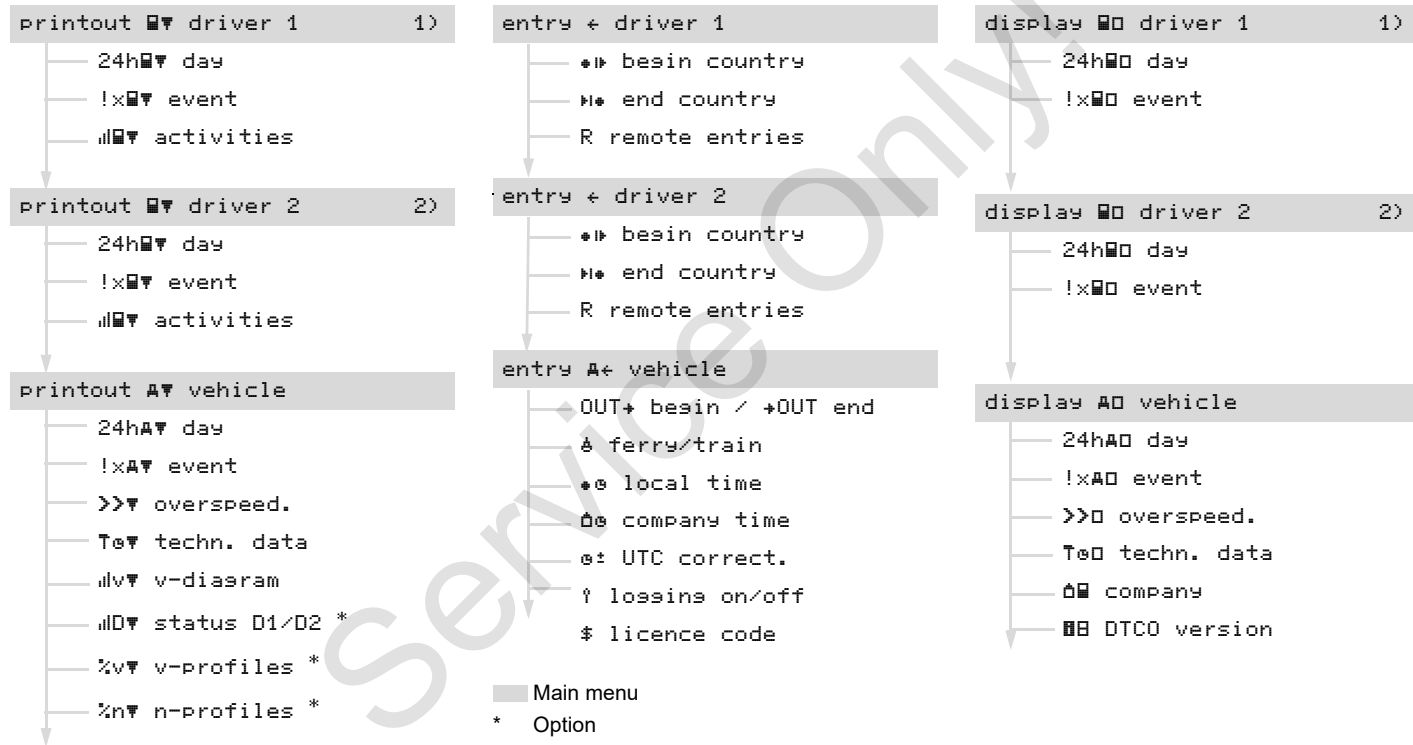 printout driver 1 1)
24h day
!x event
activities
printout driver 2 2)
24h day
!x event
activities
printout vehicle
24h day
!x event
>> overspeed.
techn. data
v v-diagram
D status D1/D2 *
%v v-profiles *
%n n-profiles *
entry ← driver 1
begin country
end country
R remote entries
entry ← driver 2
begin country
end country
R remote entries
entry ← vehicle
OUT→ begin / →OUT end
ferry/train
local time
company time
UTC correct.
logging on/off
$ licence code
Main menu
* Option
display driver 1 1)
24h day
!x event
display driver 2 2)
24h day
!x event
display vehicle
24h day
!x event
>> overspeed.
techn. data
company
DTCO version
Service Only!